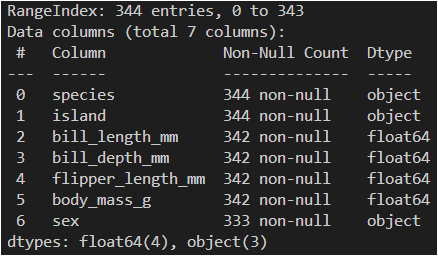 RangeIndex: 344 entries, 0 to 343
Data columns (total 7 columns):
 #   Column             Non-Null Count  Dtype
---  ------             --------------  -----
 0   species            344 non-null    object
 1   island             344 non-null    object
 2   bill_length_mm     342 non-null    float64
 3   bill_depth_mm      342 non-null    float64
 4   flipper_length_mm  342 non-null    float64
 5   body_mass_g        342 non-null    float64
 6   sex                333 non-null    object
dtypes: float64(4), object(3)